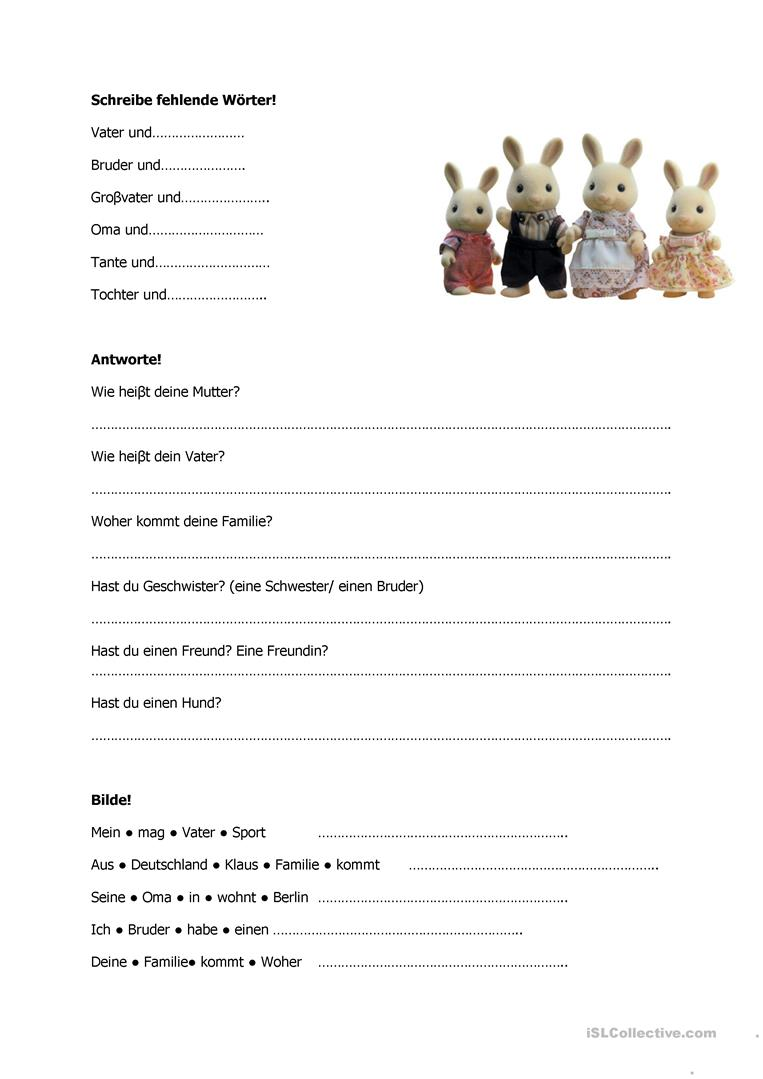 Schreibe fehlende Wörter!
Vater und……………………
Bruder und………………….
Groβvater und…………………..
Oma und…………………………
Tante und…………………………
Tochter und……………………..
Antworte!
Wie heiβt deine Mutter?
…………………………………………………………………………………………………………………………………….
Wie heiβt dein Vater?
…………………………………………………………………………………………………………………………………….
Woher kommt deine Familie?
…………………………………………………………………………………………………………………………………….
Hast du Geschwister? (eine Schwester/ einen Bruder)
…………………………………………………………………………………………………………………………………….
Hast du einen Freund? Eine Freundin?
…………………………………………………………………………………………………………………………………….
Hast du einen Hund?
…………………………………………………………………………………………………………………………………….
Bilde!
Mein ● mag ● Vater ● Sport ………………………………………………………..
Aus ● Deutschland ● Klaus ● Familie ● kommt ………………………………………………………..
Seine ● Oma ● in ● wohnt ● Berlin ………………………………………………………..
Ich ● Bruder ● habe ● einen ………………………………………………………..
Deine ● Familie● kommt ● Woher ………………………………………………………..
iSLCollective.com